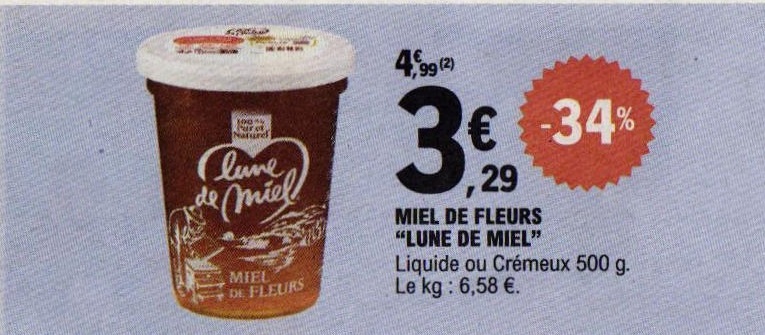 100%
Pur et
Naturel
lune
de miel
MIEL
DE FLEURS
4€,99 (2)
3€,29
-34%
MIEL DE FLEURS
“LUNE DE MIEL”
Liquide ou Crémeux 500 g.
Le kg : 6,58 €.